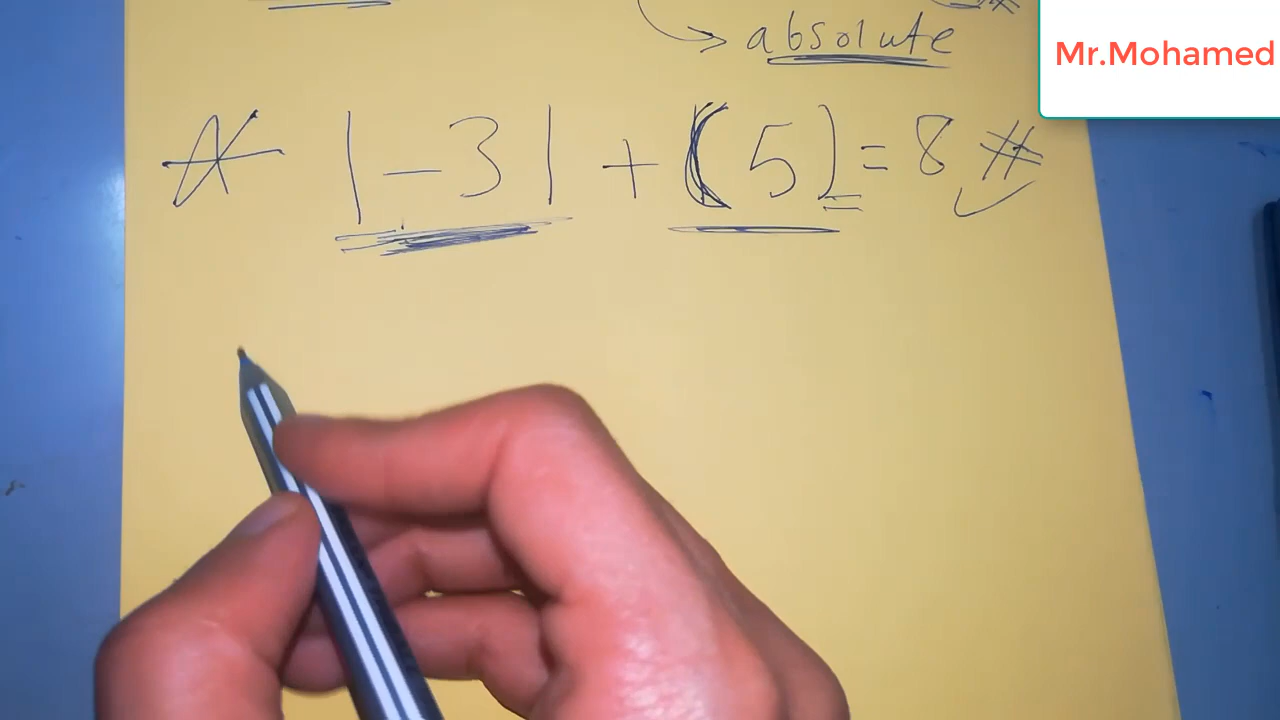 absolute
Mr.Mohamed
|-3| + (5) = 8 #